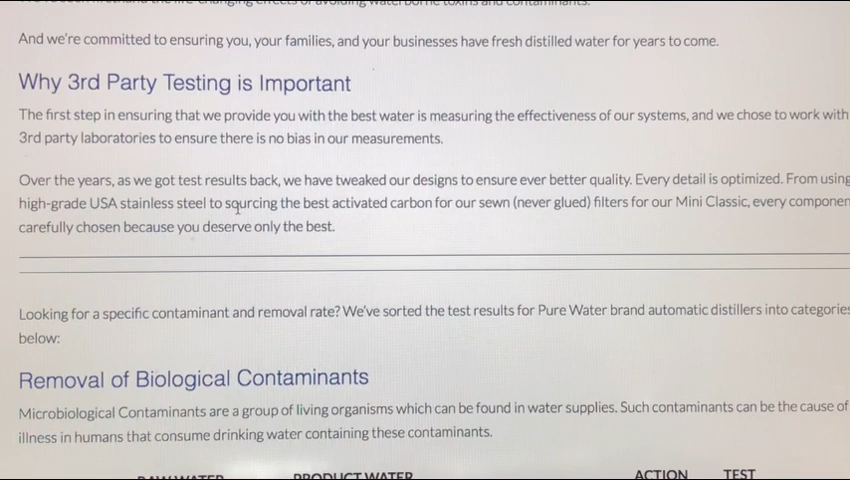 And we're committed to ensuring you, your families, and your businesses have fresh distilled water for years to come.
Why 3rd Party Testing is Important
The first step in ensuring that we provide you with the best water is measuring the effectiveness of our systems, and we chose to work with
3rd party laboratories to ensure there is no bias in our measurements.
Over the years, as we got test results back, we have tweaked our designs to ensure ever better quality. Every detail is optimized. From using
high-grade USA stainless steel to sourcing the best activated carbon for our sewn (never glued) filters for our Mini Classic, every componen
carefully chosen because you deserve only the best.
Looking for a specific contaminant and removal rate? We've sorted the test results for Pure Water brand automatic distillers into categories
below:
Removal of Biological Contaminants
Microbiological Contaminants are a group of living organisms which can be found in water supplies. Such contaminants can be the cause of
illness in humans that consume drinking water containing these contaminants.
RAW WATER PRODUCT WATER ACTION TEST